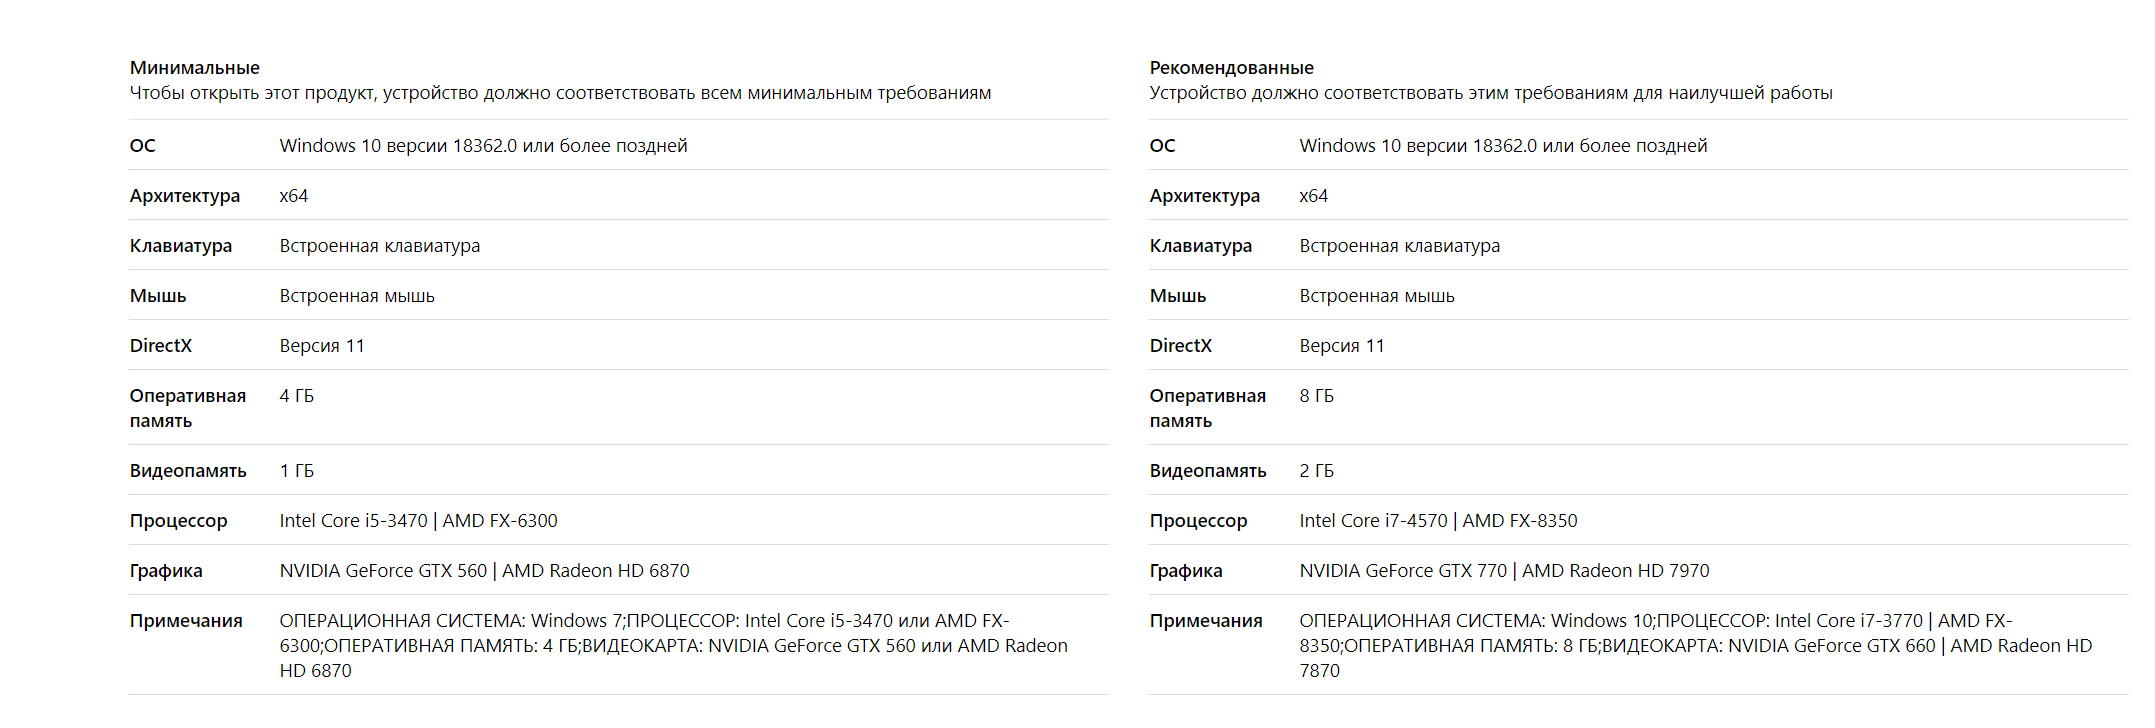 Минимальные
Чтобы открыть этот продукт, устройство должно соответствовать всем минимальным требованиям
ОС Windows 10 версии 18362.0 или более поздней
Архитектура x64
Клавиатура Встроенная клавиатура
Мышь Встроенная мышь
DirectX Версия 11
Оперативная 4 ГБ
память
Видеопамять 1 ГБ
Процессор Intel Core i5-3470 | AMD FX-6300
Графика NVIDIA GeForce GTX 560 | AMD Radeon HD 6870
Примечания ОПЕРАЦИОННАЯ СИСТЕМА: Windows 7;ПРОЦЕССОР: Intel Core i5-3470 или AMD FX-
6300;ОПЕРАТИВНАЯ ПАМЯТЬ: 4 ГБ;ВИДЕОКАРТА: NVIDIA GeForce GTX 560 или AMD Radeon
HD 6870
Рекомендованные
Устройство должно соответствовать этим требованиям для наилучшей работы
ОС Windows 10 версии 18362.0 или более поздней
Архитектура x64
Клавиатура Встроенная клавиатура
Мышь Встроенная мышь
DirectX Версия 11
Оперативная 8 ГБ
память
Видеопамять 2 ГБ
Процессор Intel Core i7-4570 | AMD FX-8350
Графика NVIDIA GeForce GTX 770 | AMD Radeon HD 7970
Примечания ОПЕРАЦИОННАЯ СИСТЕМА: Windows 10;ПРОЦЕССОР: Intel Core i7-3770 | AMD FX-
8350;ОПЕРАТИВНАЯ ПАМЯТЬ: 8 ГБ;ВИДЕОКАРТА: NVIDIA GeForce GTX 660 | AMD Radeon HD
7870